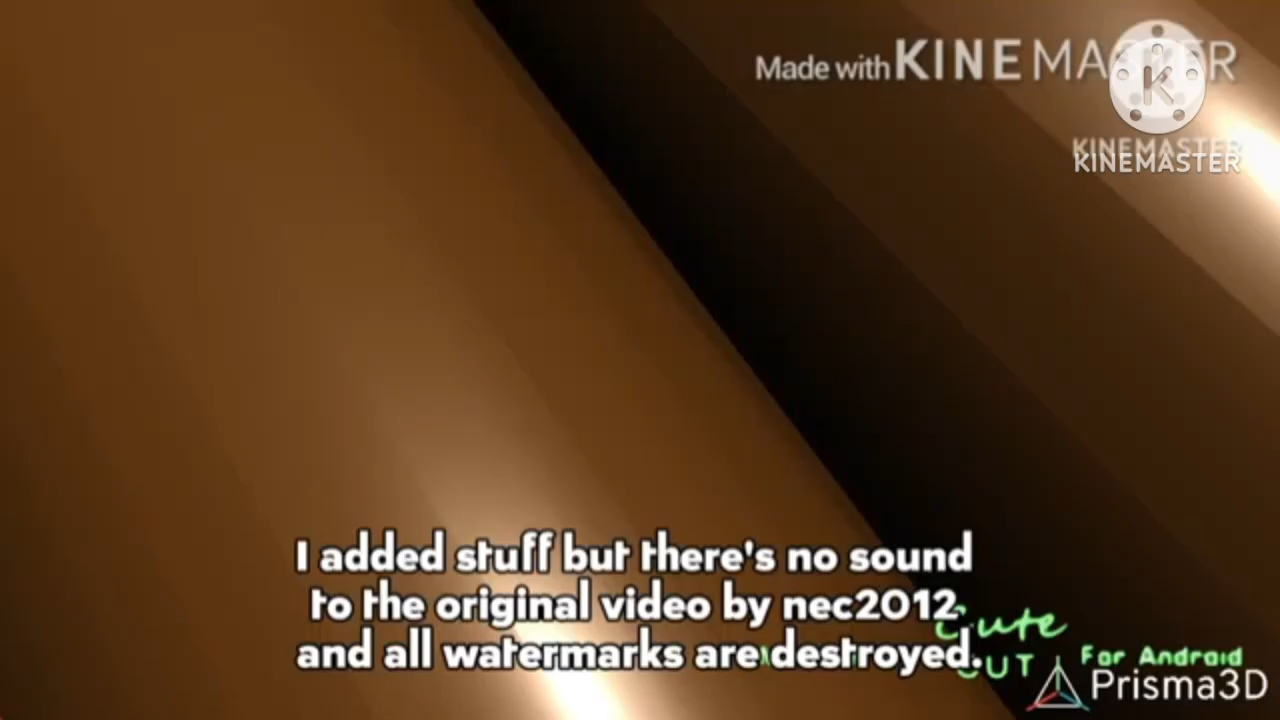 Made with KINEMASTER
K
KINEMASTER
KINEMASTER
I added stuff but there's no sound
to the original video by nec2012
and all watermarks are destroyed.
Cute
CUT For Android
Prisma3D